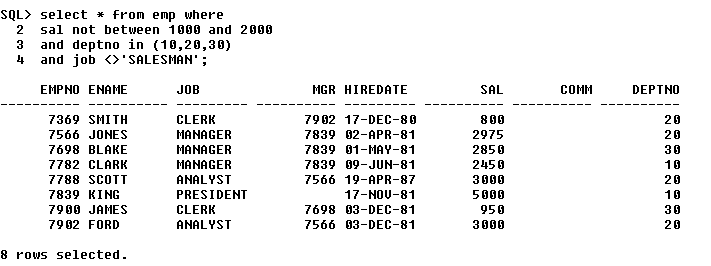 SQL> select * from emp where
  2  sal not between 1000 and 2000
  3  and deptno in (10,20,30)
  4  and job <>'SALESMAN';

     EMPNO ENAME      JOB              MGR HIREDATE         SAL       COMM     DEPTNO
---------- ---------- --------- ---------- --------- ---------- ---------- ----------
      7369 SMITH      CLERK           7902 17-DEC-80        800                    20
      7566 JONES      MANAGER         7839 02-APR-81       2975                    20
      7698 BLAKE      MANAGER         7839 01-MAY-81       2850                    30
      7782 CLARK      MANAGER         7839 09-JUN-81       2450                    10
      7788 SCOTT      ANALYST         7566 19-APR-87       3000                    20
      7839 KING       PRESIDENT            17-NOV-81       5000                    10
      7900 JAMES      CLERK           7698 03-DEC-81        950                    30
      7902 FORD       ANALYST         7566 03-DEC-81       3000                    20

8 rows selected.